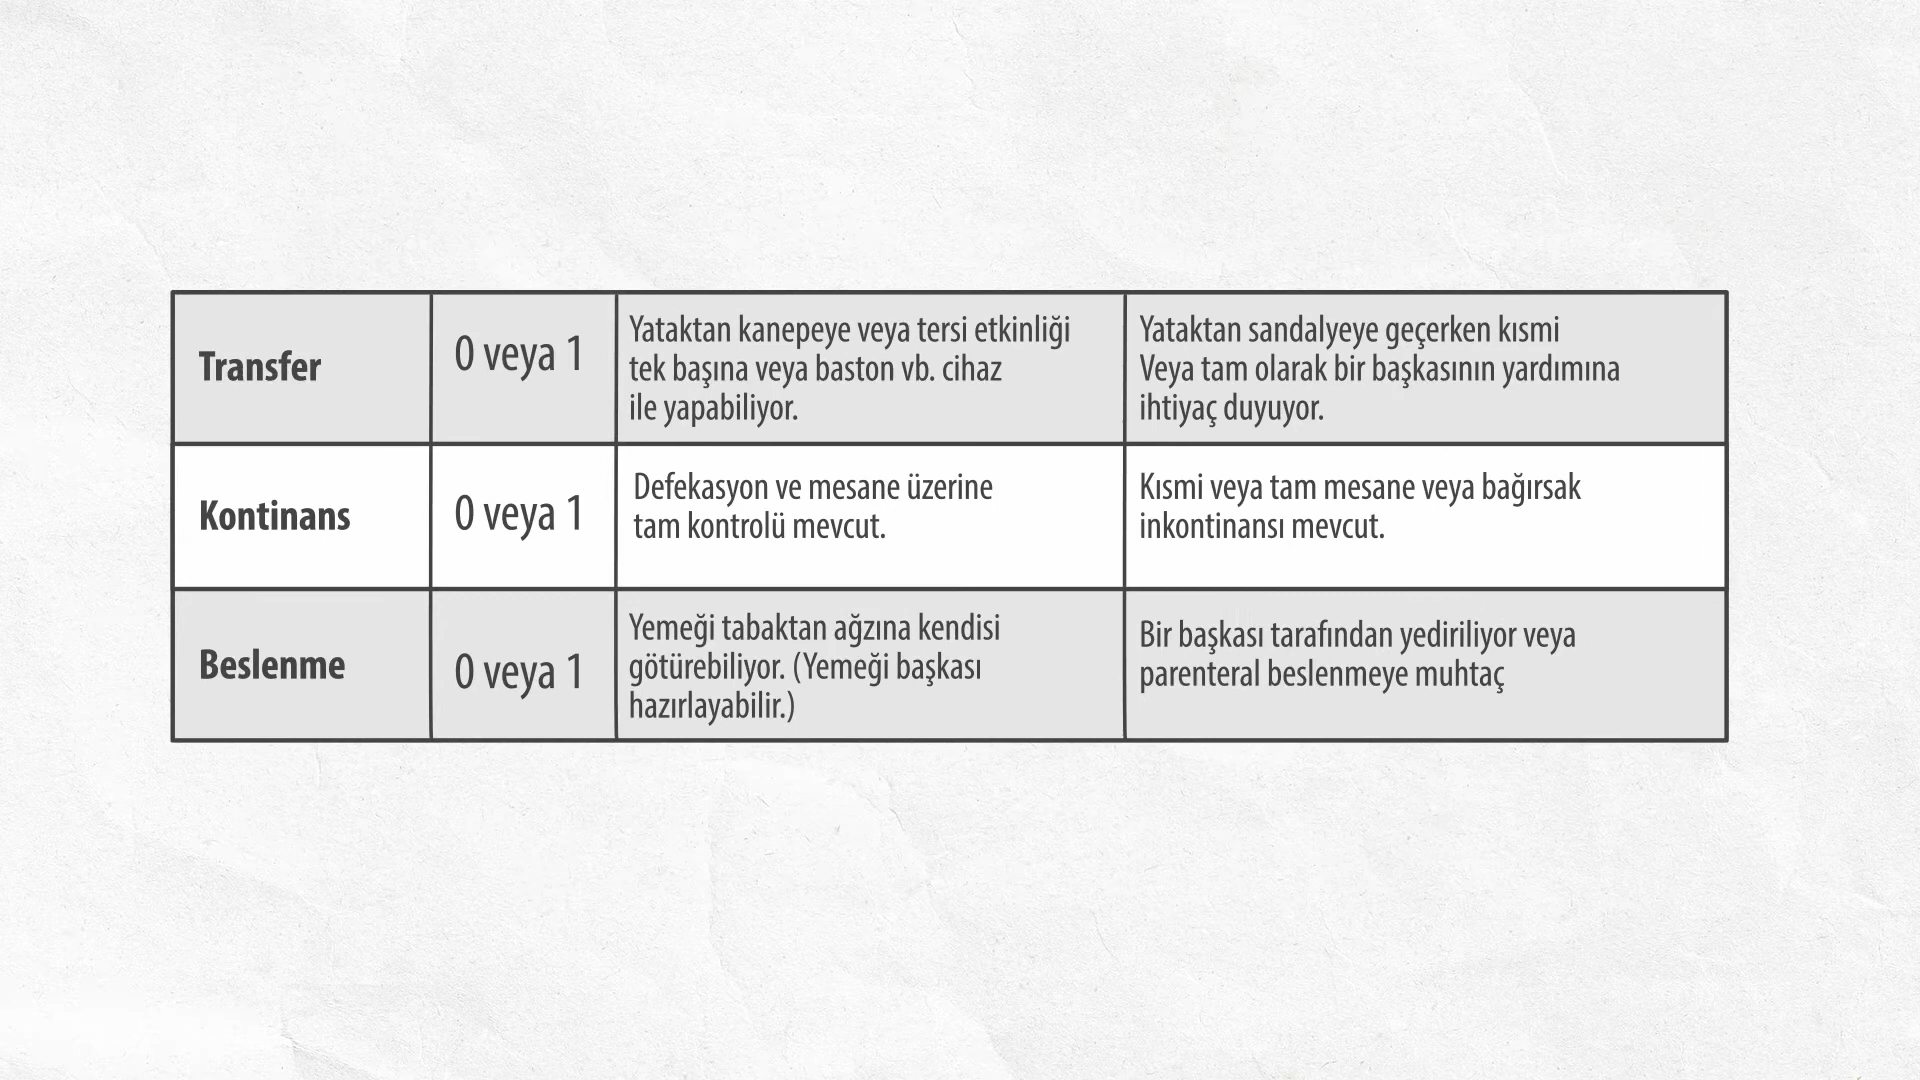 Transfer
0 veya 1
Yataktan kanepeye veya tersi etkinliği
tek başına veya baston vb. cihaz
ile yapabiliyor.
Yataktan sandalyeye geçerken kısmi
Veya tam olarak bir başkasının yardımına
ihtiyaç duyuyor.
Kontinans
0 veya 1
Defekasyon ve mesane üzerine
tam kontrolü mevcut.
Kısmi veya tam mesane veya bağırsak
inkontinansı mevcut.
Beslenme
0 veya 1
Yemeği tabaktan ağzına kendisi
götürebiliyor. (Yemeği başkası
hazırlayabilir.)
Bir başkası tarafından yediriliyor veya
parenteral beslenmeye muhtaç